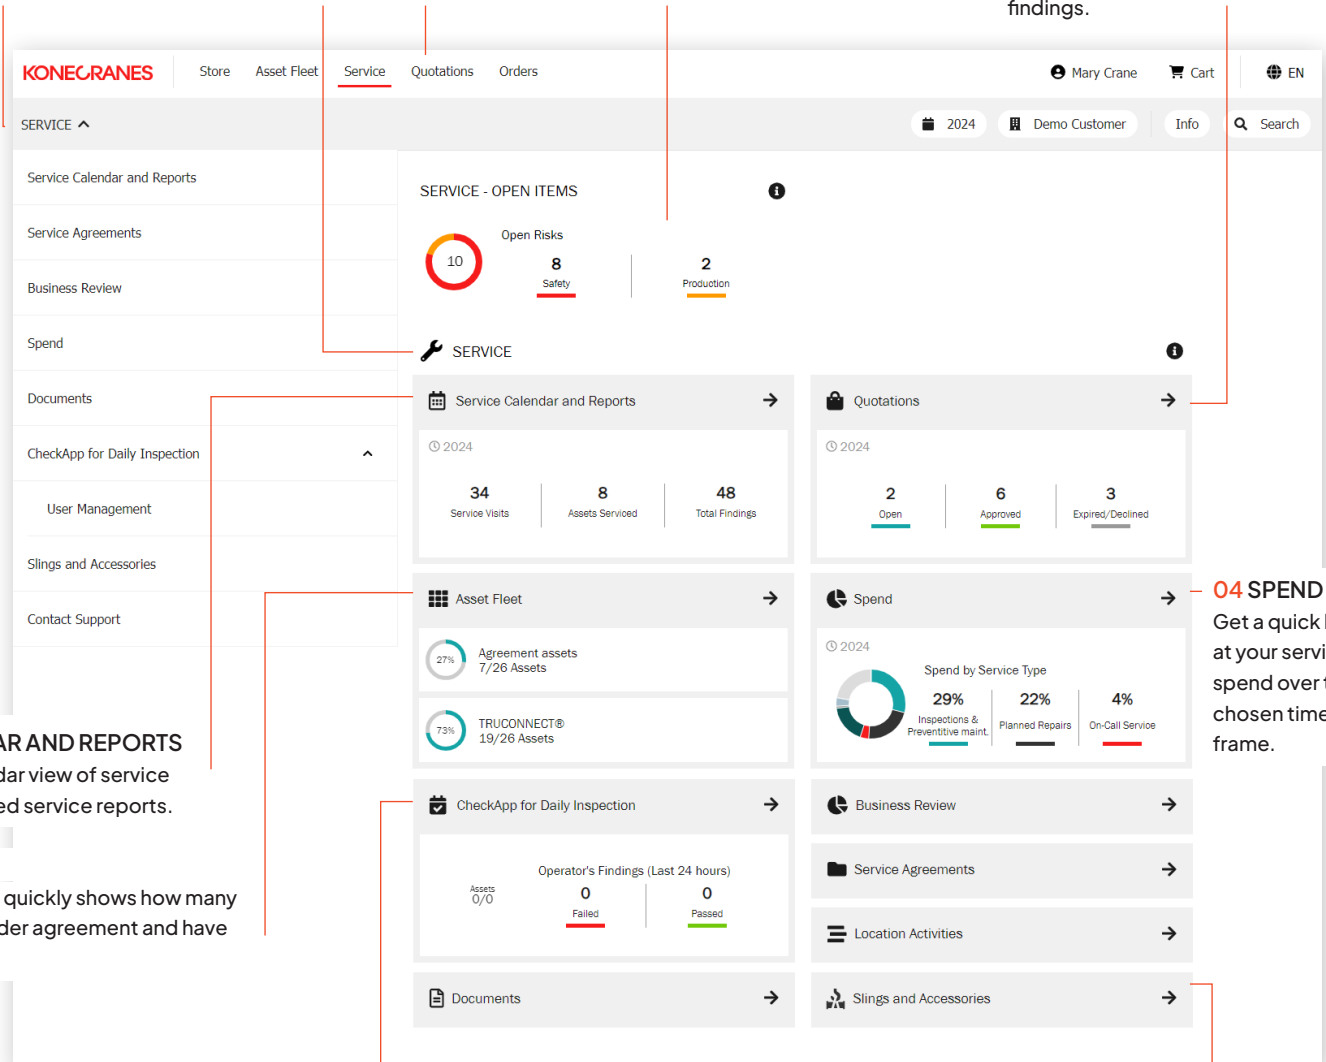 findings.
KONECRANES
Store
Asset Fleet
Service
Quotations
Orders
Mary Crane
Cart
EN
SERVICE
2024
Demo Customer
Info
Search
Service Calendar and Reports
Service Agreements
Business Review
Spend
Documents
CheckApp for Daily Inspection
User Management
Slings and Accessories
Contact Support
SERVICE - OPEN ITEMS
10
Open Risks
8
Safety
2
Production
SERVICE
Service Calendar and Reports
2024
34
Service Visits
8
Assets Serviced
48
Total Findings
Quotations
2024
2
Open
6
Approved
3
Expired/Declined
Asset Fleet
27%
Agreement assets
7/26 Assets
73%
TRUCONNECT®
19/26 Assets
Spend
2024
Spend by Service Type
29%
Inspections &
Preventitive maint.
22%
Planned Repairs
4%
On-Call Service
04 SPEND
Get a quick
at your servi
spend over
chosen time
frame.
AR AND REPORTS
dar view of service
ed service reports.
quickly shows how many
der agreement and have
CheckApp for Daily Inspection
Assets
0/0
Operator's Findings (Last 24 hours)
0
Failed
0
Passed
Business Review
Service Agreements
Location Activities
Documents
Slings and Accessories